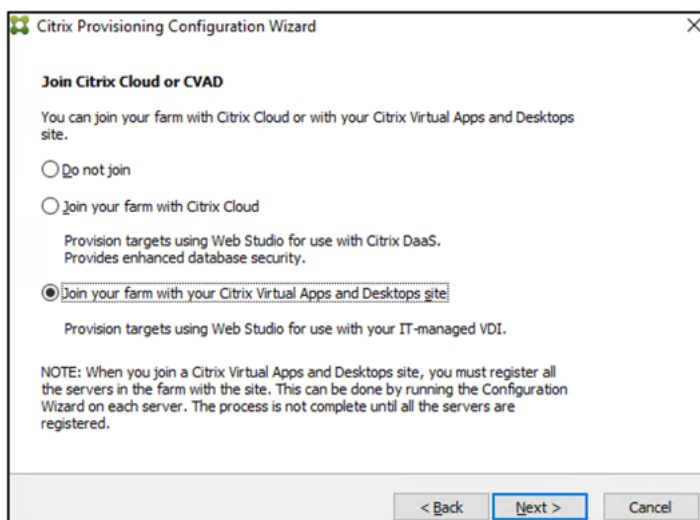 Citrix Provisioning Configuration Wizard
Join Citrix Cloud or CVAD
You can join your farm with Citrix Cloud or with your Citrix Virtual Apps and Desktops
site.
Do not join
Join your farm with Citrix Cloud
Provision targets using Web Studio for use with Citrix DaaS.
Provides enhanced database security.
Join your farm with your Citrix Virtual Apps and Desktops site
Provision targets using Web Studio for use with your IT-managed VDI.
NOTE: When you join a Citrix Virtual Apps and Desktops site, you must register all
the servers in the farm with the site. This can be done by running the Configuration
Wizard on each server. The process is not complete until all the servers are
registered.
< Back Next > Cancel